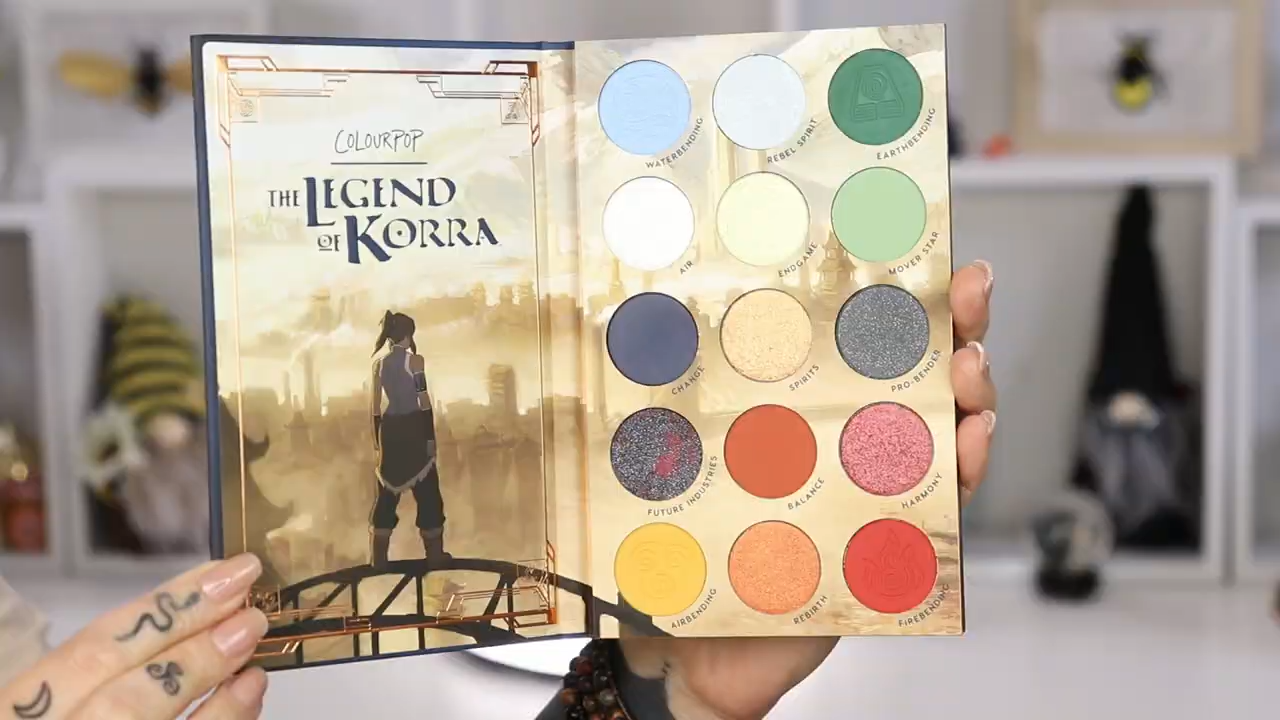 COLOURPOP
THE LEGEND
OF KORRA
WATERBENDING
REBEL SPIRIT
EARTHBENDING
AIR
ENDGAME
MOVER STAR
CHANGE
SPIRITS
PRO-BENDER
FUTURE INDUSTRIES
BALANCE
HARMONY
AIRBENDING
REBIRTH
FIREBENDING